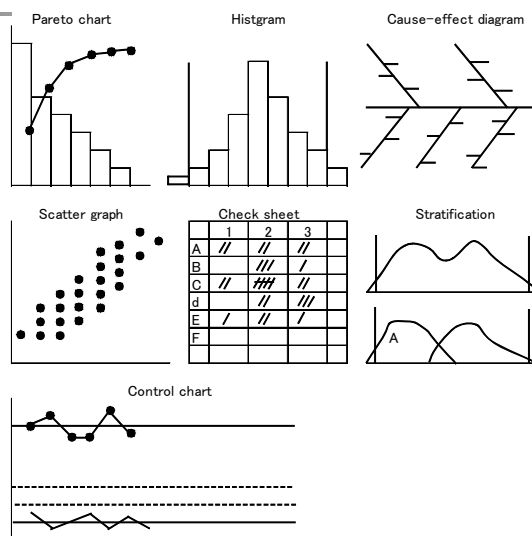 Pareto chart
Histgram
Cause-effect diagram
Scatter graph
Check sheet
Stratification
1 2 3
A
B
C
d
E
F
A
Control chart